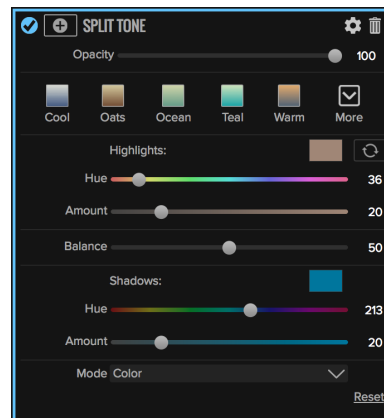 SPLIT TONE
Opacity 100
Cool Oats Ocean Teal Warm More
Highlights:
Hue 36
Amount 20
Balance 50
Shadows:
Hue 213
Amount 20
Mode Color
Reset